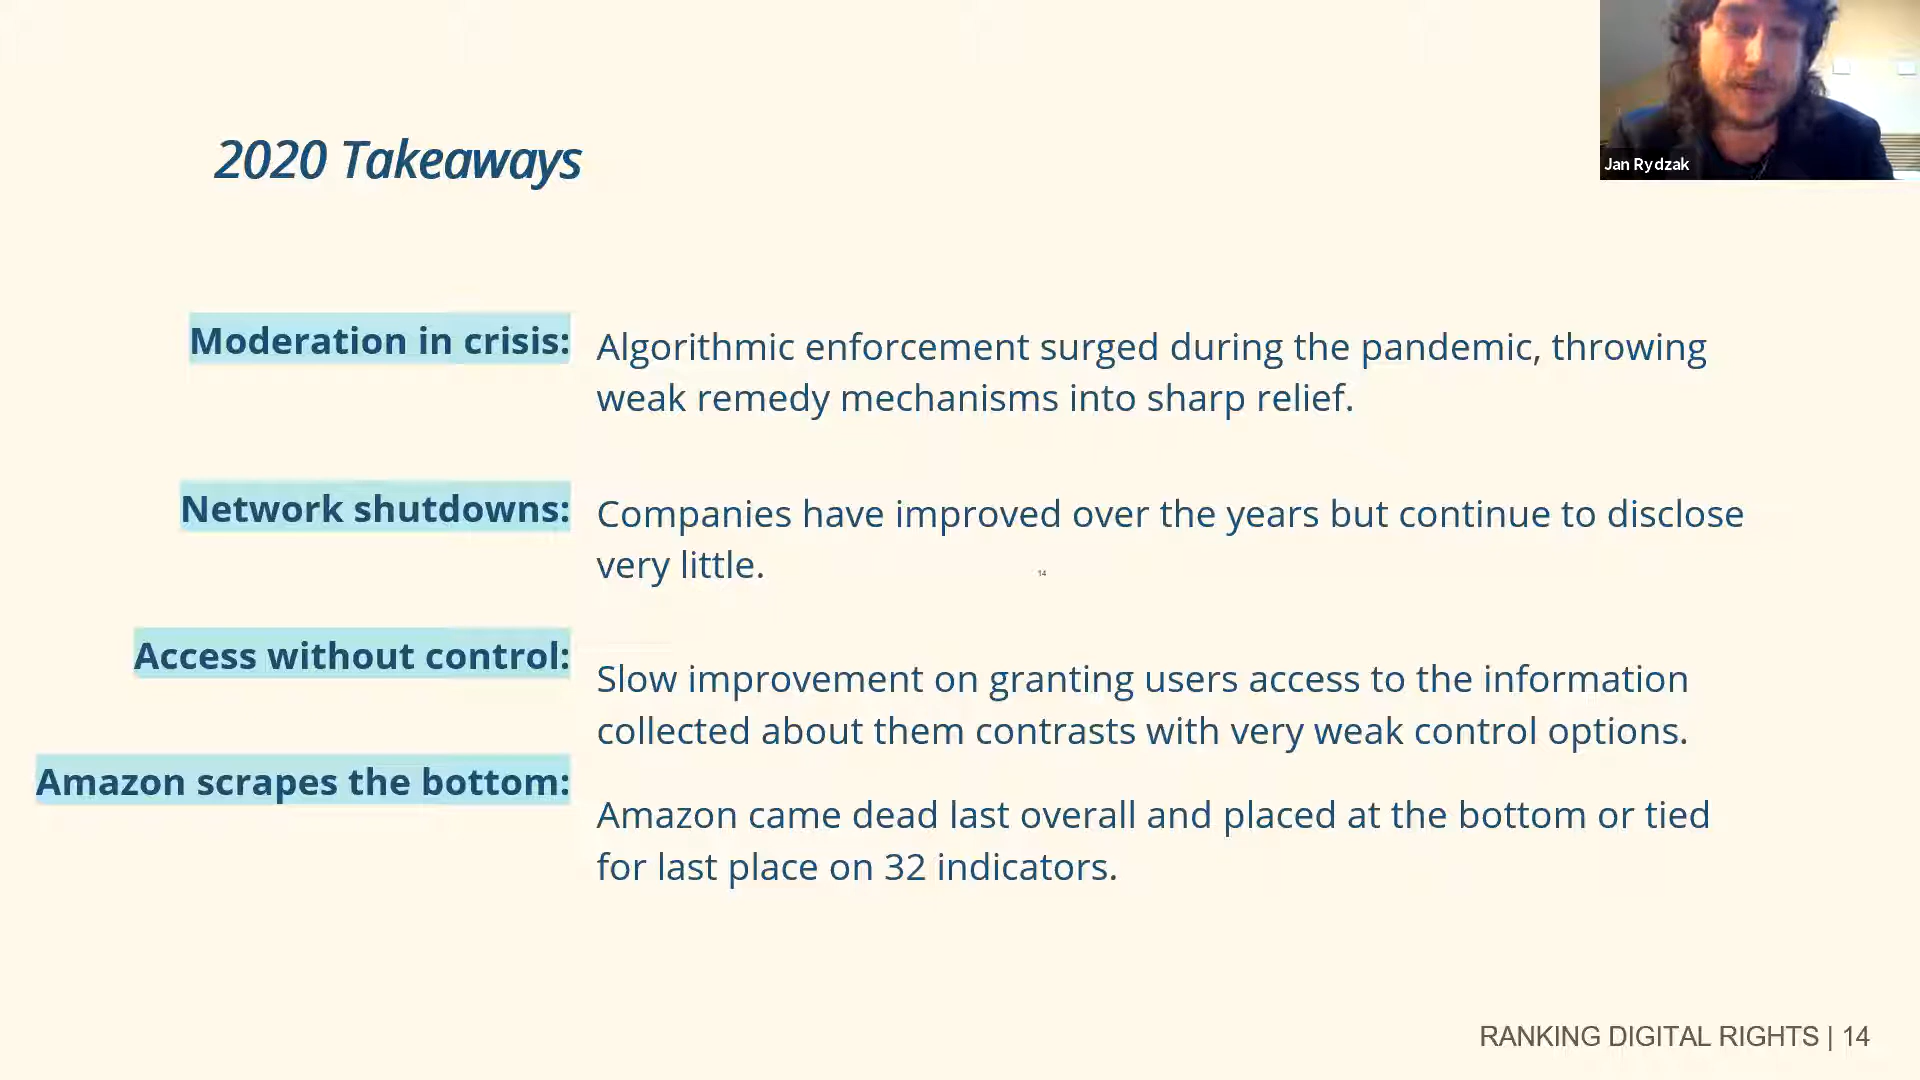 Jan Rydzak
2020 Takeaways
Moderation in crisis:
Algorithmic enforcement surged during the pandemic, throwing
weak remedy mechanisms into sharp relief.
Network shutdowns:
Companies have improved over the years but continue to disclose
very little.
14
Access without control:
Slow improvement on granting users access to the information
collected about them contrasts with very weak control options.
Amazon scrapes the bottom:
Amazon came dead last overall and placed at the bottom or tied
for last place on 32 indicators.
RANKING DIGITAL RIGHTS | 14